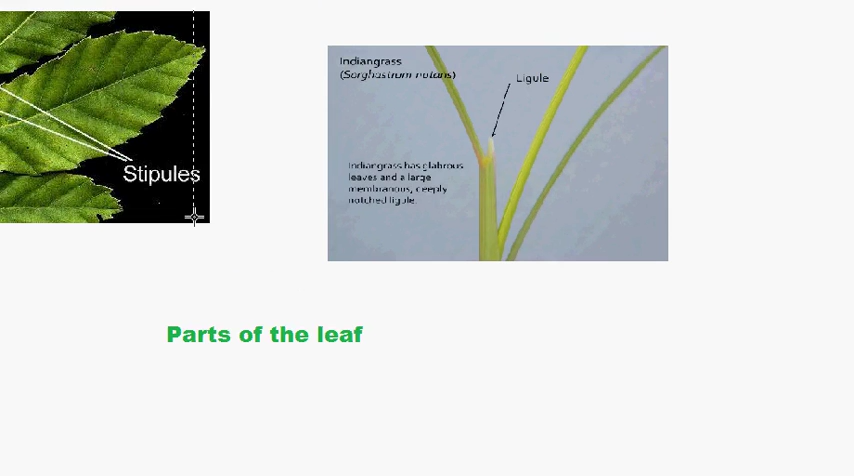 Stipules
Indiangrass
(Sorghastrum nutans)
Ligule
Indiangrass has glabrous
leaves and a large
membranous, deeply
notched ligule.
Parts of the leaf